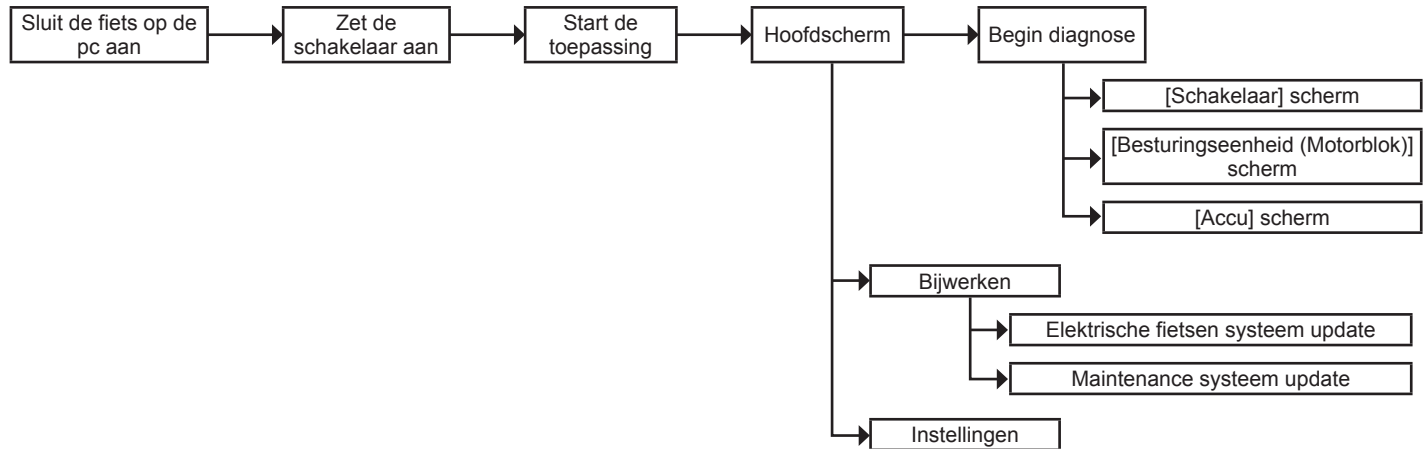 Sluit de fiets op de
pc aan
Zet de
schakelaar aan
Start de
toepassing
Hoofdscherm
Begin diagnose
[Schakelaar] scherm
[Besturingseenheid (Motorblok)]
scherm
[Accu] scherm
Bijwerken
Elektrische fietsen systeem update
Maintenance systeem update
Instellingen